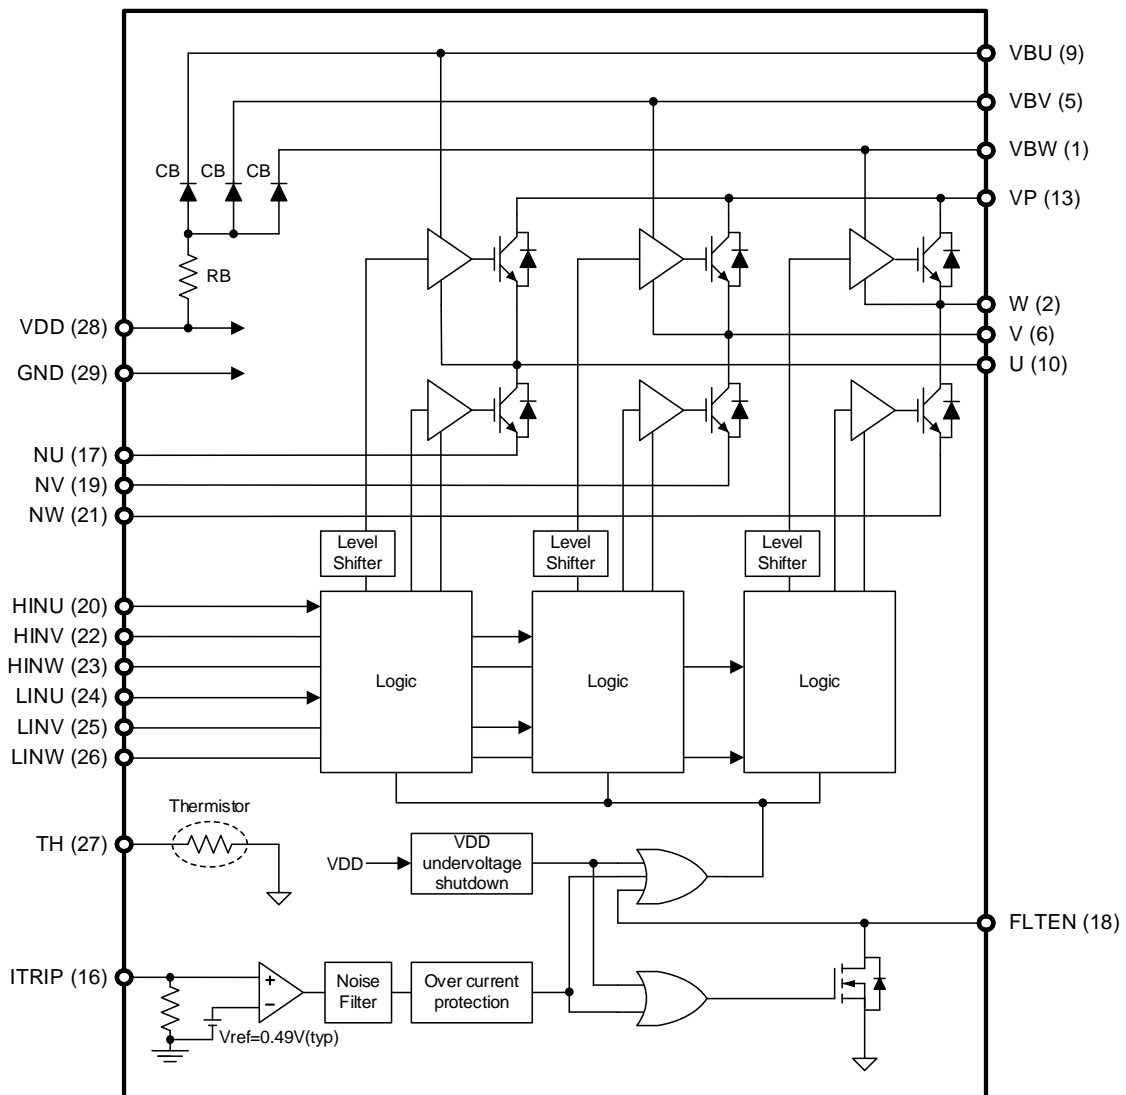 VBU (9)
VBV (5)
VBW (1)
CB CB CB
VP (13)
RB
W (2)
VDD (28)
V (6)
U (10)
GND (29)
NU (17)
NV (19)
NW (21)
Level
Shifter
Level
Shifter
Level
Shifter
HINU (20)
HINV (22)
HINW (23)
Logic
Logic
Logic
LINU (24)
LINV (25)
LINW (26)
Thermistor
TH (27)
VDD
VDD
undervoltage
shutdown
FLTEN (18)
ITRIP (16)
+
−
Noise
Filter
Over current
protection
Vref=0.49V(typ)